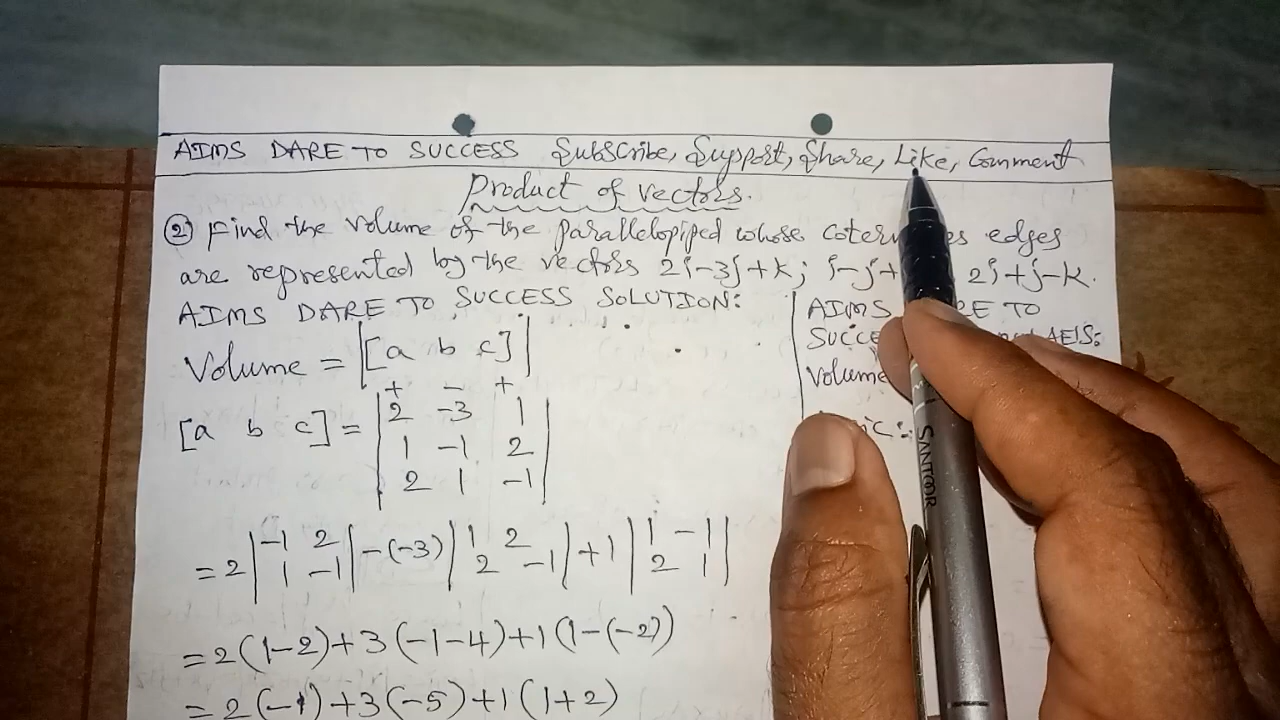 AIMS DARE TO SUCCESS Subscribe, Support, Share, Like, Comment
Product of vectors.
② Find the Volume of the parallelopiped whose edges
are represented by the vectors 2i-3j+k; i-j+ 2i+j-k.
AIMS DARE TO SUCCESS SOLUTION:
AIMS TO
Volume = |[a b c]|
Volume
+ - +
[a b c] = | 2 -3 1 |
| 1 -1 2 |
| 2 1 -1 |
= 2 | -1 2 | -(-3) | 1 2 | +1 | 1 -1 |
| 1 -1 | | 2 -1 | | 2 1 |
= 2(1-2)+3(-1-4)+1(1-(-2))
= 2(-1)+3(-5)+1(1+2)
SANTOOR